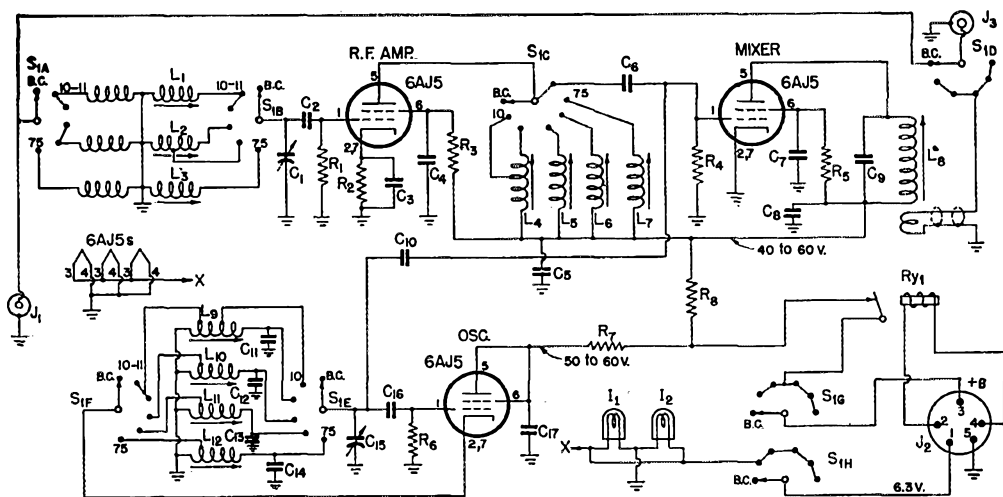 R.F. AMP.
MIXER
J3
S1A
B.C.
10-11
L1
10-11
B.C.
S1B
C2
6AJ5
5
6
1
2,7
S1C
B.C.
10
75
C6
6AJ5
5
6
1
2,7
B.C.
S1D
L2
L3
75
75
C1
R1
R2
C3
C4
R3
L4
L5
L6
L7
R4
C7
R5
C8
C9
L8
40 to 60 V.
6AJ5s
3 4 3 4 3 4
X
C10
C5
R8
Ry1
J1
L9
C11
L10
C12
L11
C13
L12
C14
10-11
B.C.
S1F
75
10
B.C.
S1E
75
C15
C16
R6
OSC.
6AJ5
5
6
1
2,7
50 to 60 V.
R7
C17
I1
I2
X
S1G
B.C.
S1H
B.C.
+B
3
2
4
1
5
J2
6.3 V.